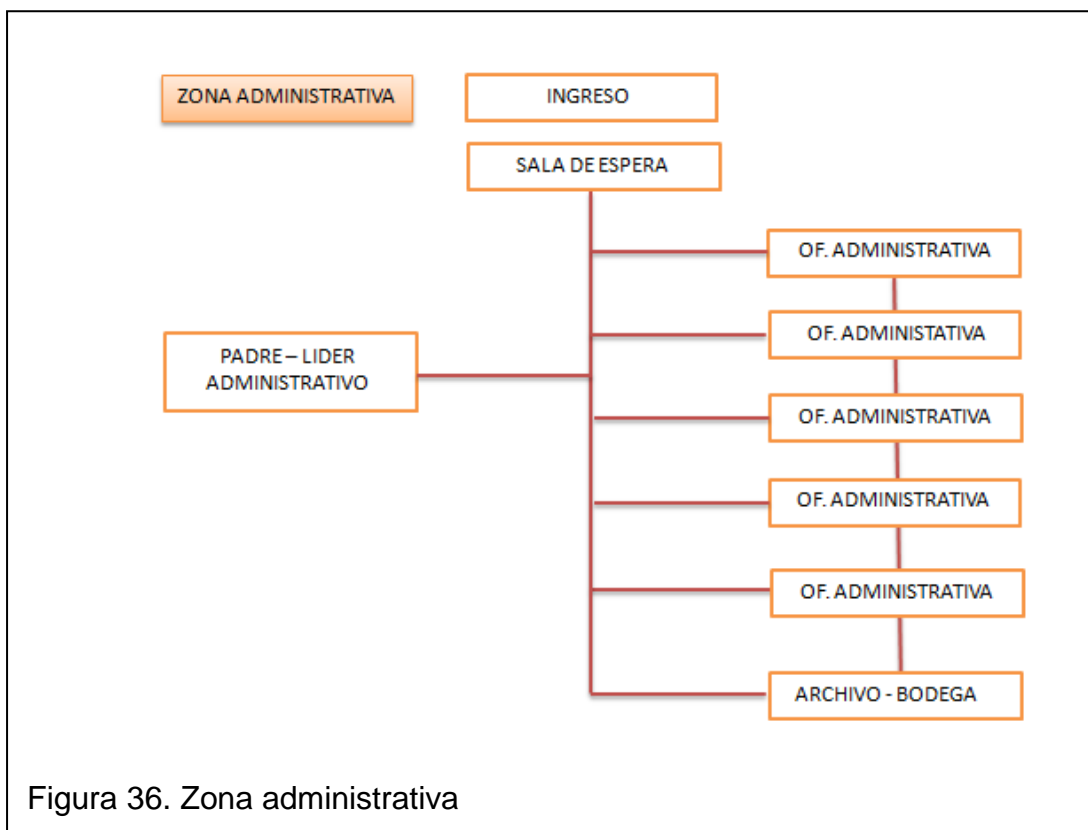 ZONA ADMINISTRATIVA
INGRESO
SALA DE ESPERA
OF. ADMINISTRATIVA
OF. ADMINISTATIVA
PADRE – LIDER
ADMINISTRATIVO
OF. ADMINISTRATIVA
OF. ADMINISTRATIVA
OF. ADMINISTRATIVA
ARCHIVO - BODEGA
Figura 36. Zona administrativa